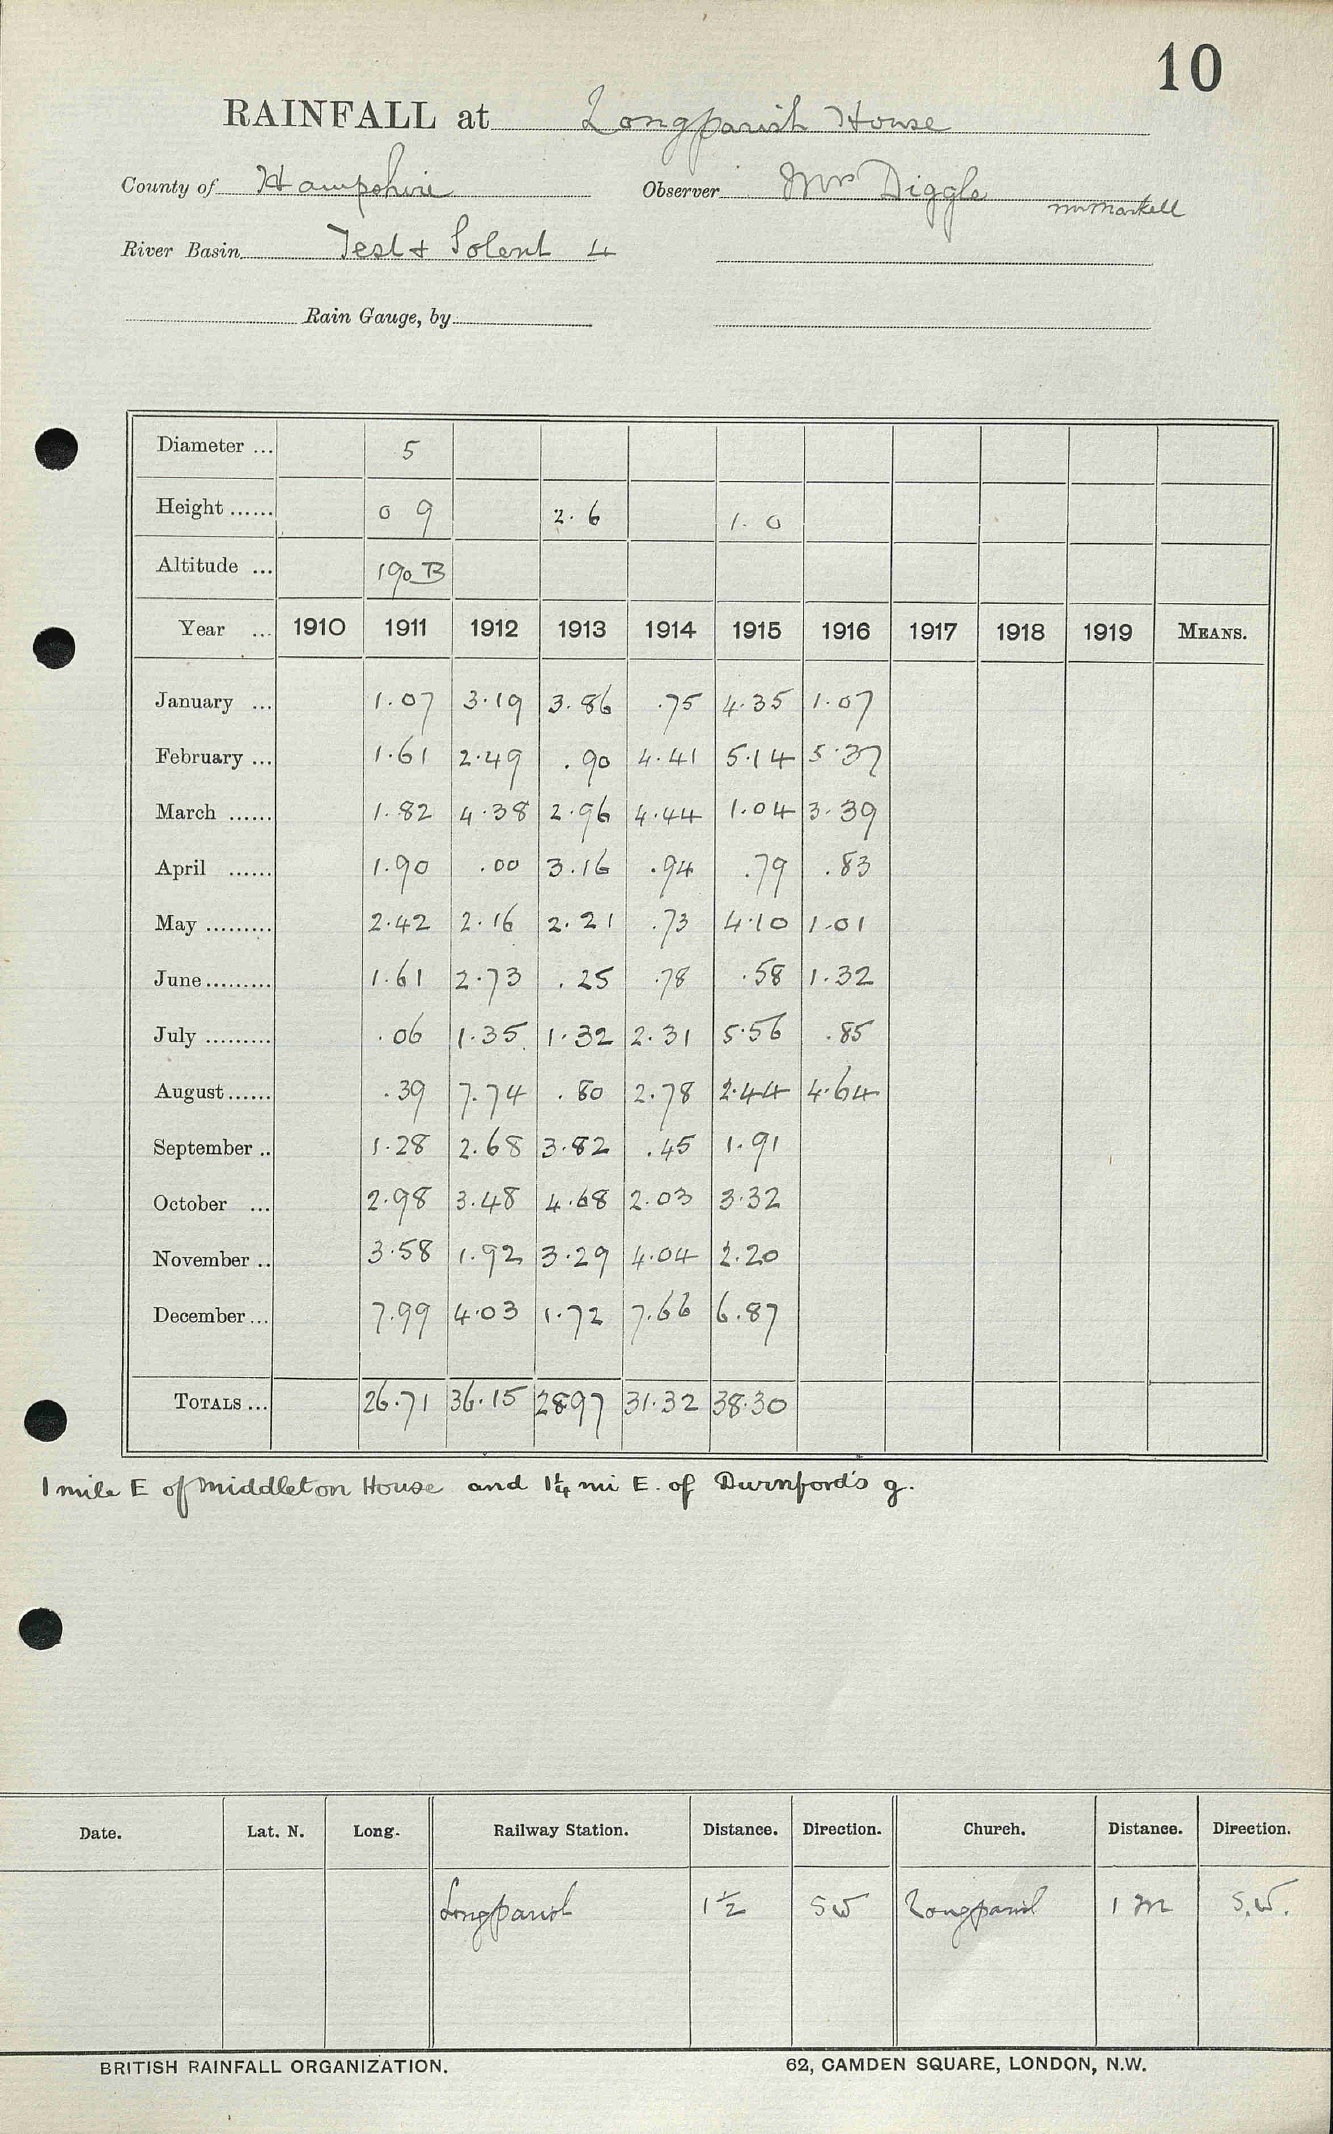 10
RAINFALL at Longparish House
County of Hampshire Observer Mrs Diggle
Mr Markell
River Basin Test & Solent 4
Rain Gauge, by
Diameter ... 5
Height ...... 0 9 2. 6 1. 0
Altitude ... 190 B
Year ... 1910 1911 1912 1913 1914 1915 1916 1917 1918 1919 MEANS.
January ... 1.07 3.19 3.86 .75 4.35 1.07
February ... 1.61 2.49 .90 4.41 5.14 5.37
March ...... 1.82 4.38 2.96 4.44 1.04 3.39
April ...... 1.90 .00 3.16 .94 .79 .83
May ......... 2.42 2.16 2.21 .73 4.10 1.01
June ......... 1.61 2.73 .25 .78 .58 1.32
July ......... .06 1.35 1.32 2.31 5.56 .85
August ...... .39 7.74 .80 2.78 2.44 4.64
September .. 1.28 2.68 3.82 .45 1.91
October ... 2.98 3.48 4.68 2.03 3.32
November .. 3.58 1.92 3.29 4.04 2.20
December ... 7.99 4.03 1.72 7.66 6.87
TOTALS ... 26.71 36.15 28.97 31.32 38.30
1 mile E of Middleton House and 1¼ mi E. of Durnford's g.
Date. Lat. N. Long. Railway Station. Distance. Direction. Church. Distance. Direction.
Longparish 1½ SW Longparish 1 m S.W.
BRITISH RAINFALL ORGANIZATION. 62, CAMDEN SQUARE, LONDON, N.W.